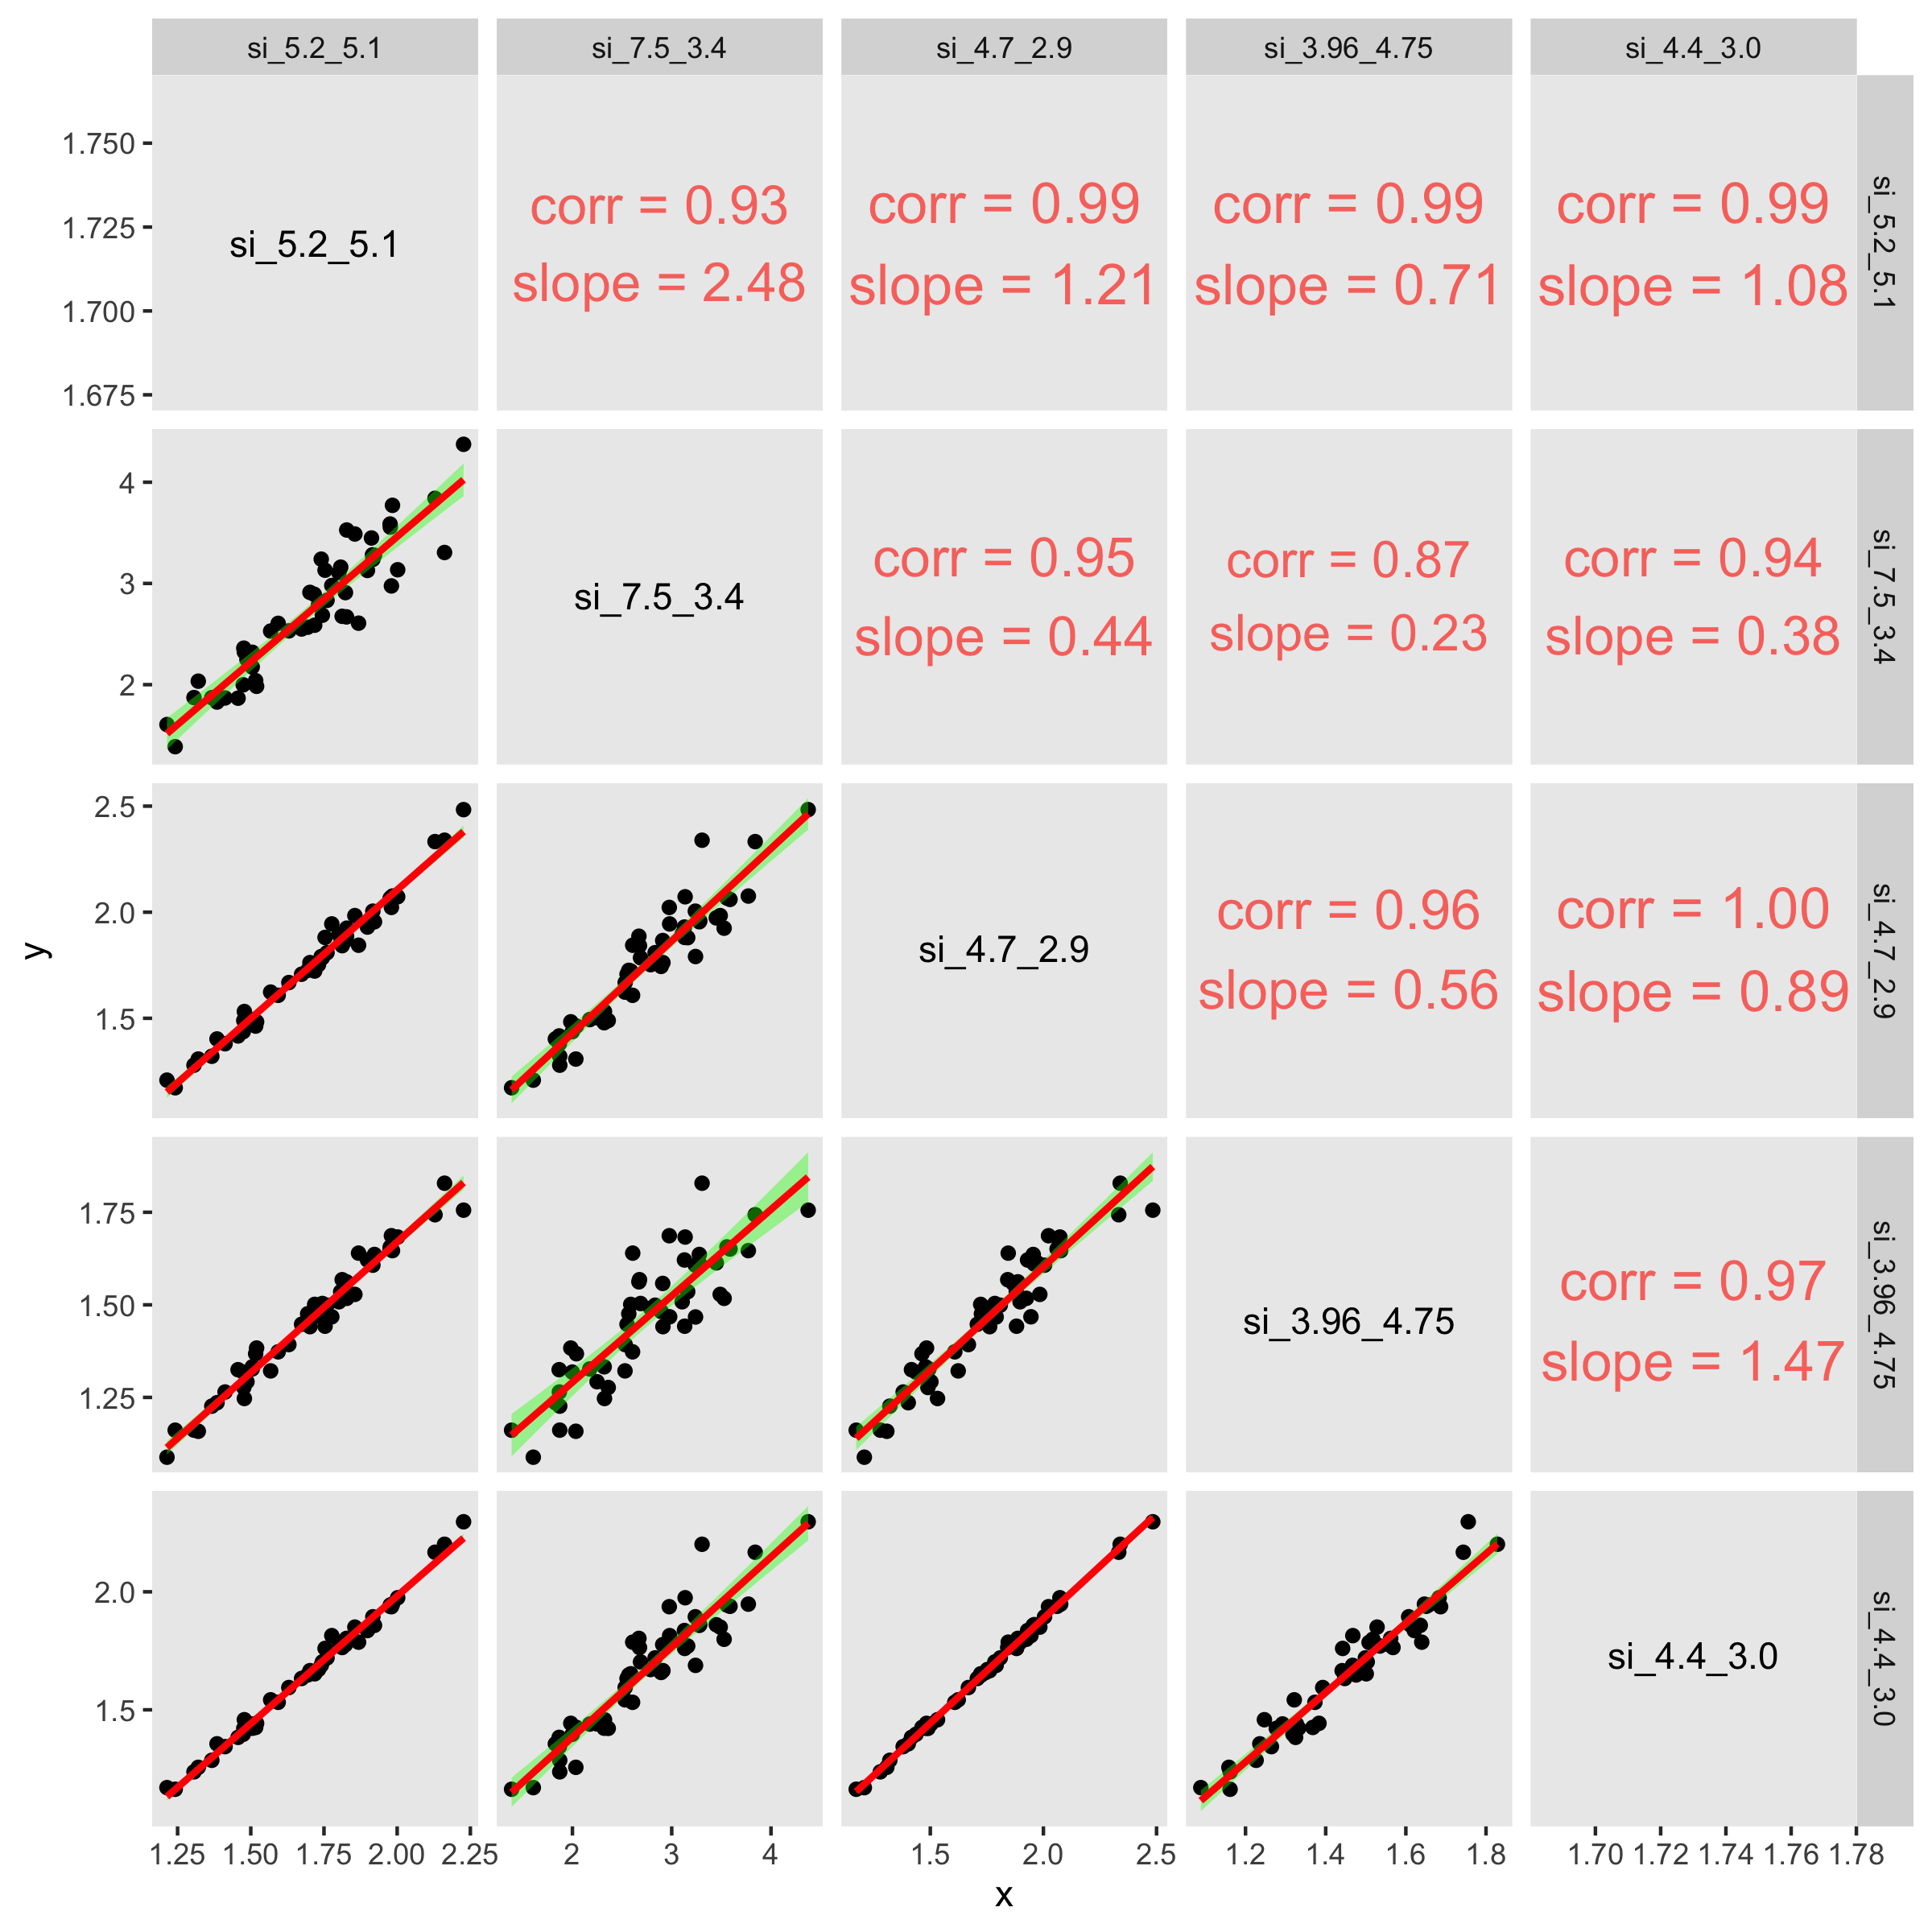 si_5.2_5.1 si_7.5_3.4 si_4.7_2.9 si_3.96_4.75 si_4.4_3.0
1.750
1.725
1.700
1.675
si_5.2_5.1
corr = 0.93
slope = 2.48
corr = 0.99
slope = 1.21
corr = 0.99
slope = 0.71
corr = 0.99
slope = 1.08
si_5.2_5.1
4
3
2
si_7.5_3.4
corr = 0.95
slope = 0.44
corr = 0.87
slope = 0.23
corr = 0.94
slope = 0.38
si_7.5_3.4
y
2.5
2.0
1.5
si_4.7_2.9
corr = 0.96
slope = 0.56
corr = 1.00
slope = 0.89
si_4.7_2.9
1.75
1.50
1.25
si_3.96_4.75
corr = 0.97
slope = 1.47
si_3.96_4.75
2.0
1.5
si_4.4_3.0
si_4.4_3.0
1.25 1.50 1.75 2.00 2.25 2 3 4 1.5 2.0 2.5 1.2 1.4 1.6 1.8 1.70 1.72 1.74 1.76 1.78
x